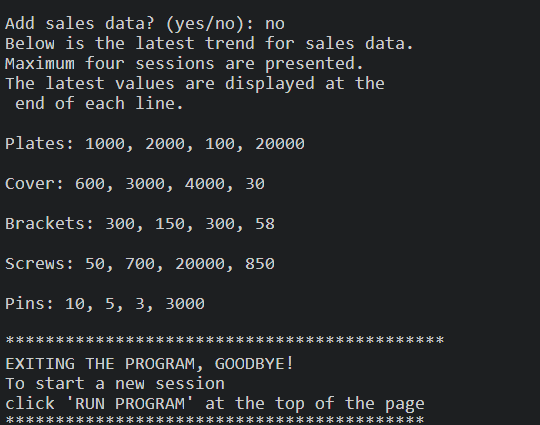 Add sales data? (yes/no): no
Below is the latest trend for sales data.
Maximum four sessions are presented.
The latest values are displayed at the
 end of each line.
Plates: 1000, 2000, 100, 20000
Cover: 600, 3000, 4000, 30
Brackets: 300, 150, 300, 58
Screws: 50, 700, 20000, 850
Pins: 10, 5, 3, 3000
********************************************
EXITING THE PROGRAM, GOODBYE!
To start a new session
click 'RUN PROGRAM' at the top of the page
******************************************